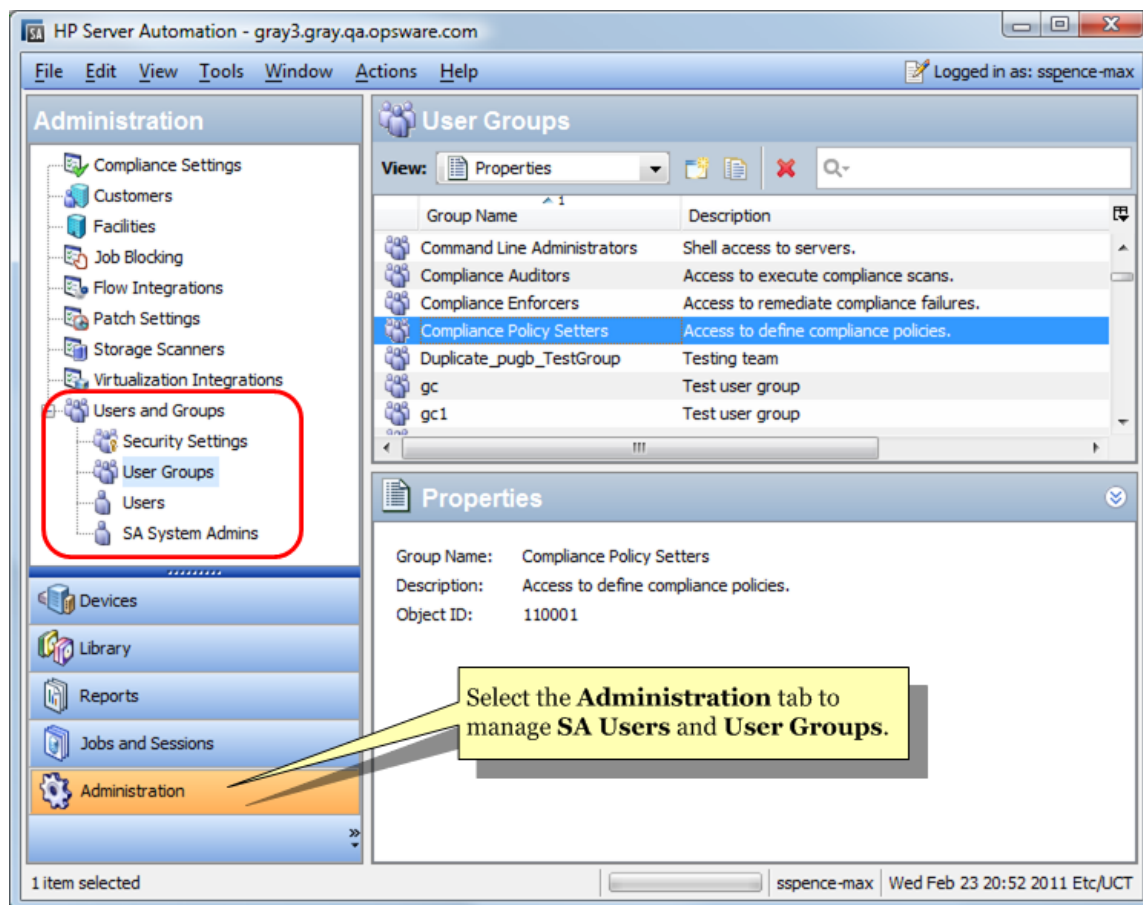 SA HP Server Automation - gray3.gray.qa.opsware.com
File Edit View Tools Window Actions Help
Logged in as: sspence-max
Administration
Compliance Settings
Customers
Facilities
Job Blocking
Flow Integrations
Patch Settings
Storage Scanners
Virtualization Integrations
Users and Groups
Security Settings
User Groups
Users
SA System Admins
Devices
Library
Reports
Jobs and Sessions
Administration
User Groups
View: Properties
1
Group Name Description
Command Line Administrators Shell access to servers.
Compliance Auditors Access to execute compliance scans.
Compliance Enforcers Access to remediate compliance failures.
Compliance Policy Setters Access to define compliance policies.
Duplicate_pugb_TestGroup Testing team
gc Test user group
gc1 Test user group
Properties
Group Name: Compliance Policy Setters
Description: Access to define compliance policies.
Object ID: 110001
Select the Administration tab to
manage SA Users and User Groups.
1 item selected
sspence-max Wed Feb 23 20:52 2011 Etc/UCT